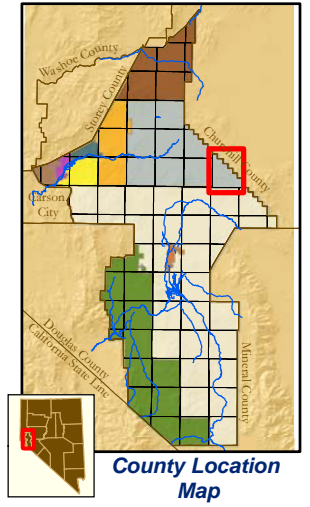 Washoe County
Storey County
Churchill County
Carson
City
Douglas County
California State Line
Mineral County
County Location
Map